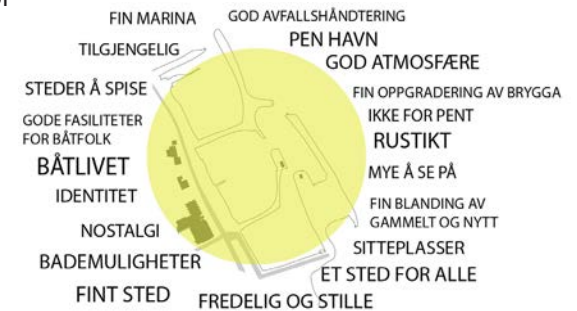 FIN MARINA
GOD AVFALLSHÅNDTERING
PEN HAVN
TILGJENGELIG
GOD ATMOSFÆRE
STEDER Å SPISE
FIN OPPGRADERING AV BRYGGA
IKKE FOR PENT
GODE FASILITETER
FOR BÅTFOLK
RUSTIKT
BÅTLIVET
MYE Å SE PÅ
IDENTITET
FIN BLANDING AV
GAMMELT OG NYTT
NOSTALGI
SITTEPLASSER
BADEMULIGHETER
ET STED FOR ALLE
FINT STED
FREDELIG OG STILLE